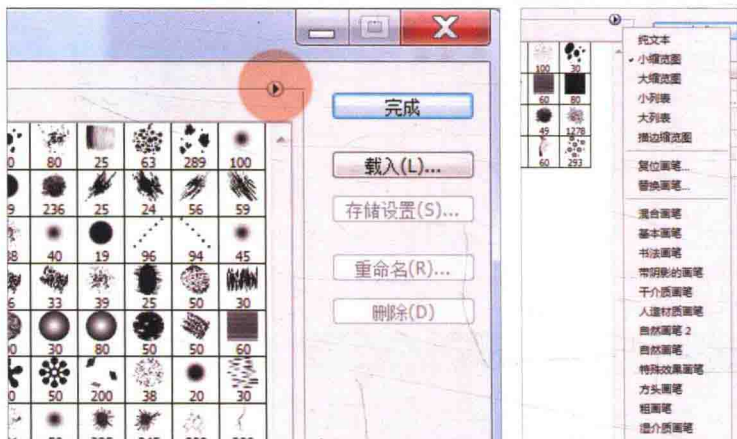 完成
载入(L)...
存储设置(S)...
重命名(R)...
删除(D)
80 25 63 289 100
236 25 24 56 59
40 19 96 94 45
33 39 25 50 30
30 80 50 50 60
50 200 38 20 30
100 30
60 80
49 1278
60 293
纯文本
小缩览图
大缩览图
小列表
大列表
描边缩览图
复位画笔...
替换画笔...
混合画笔
基本画笔
书法画笔
带阴影的画笔
干介质画笔
人造材质画笔
自然画笔 2
自然画笔
特殊效果画笔
方头画笔
粗画笔
湿介质画笔